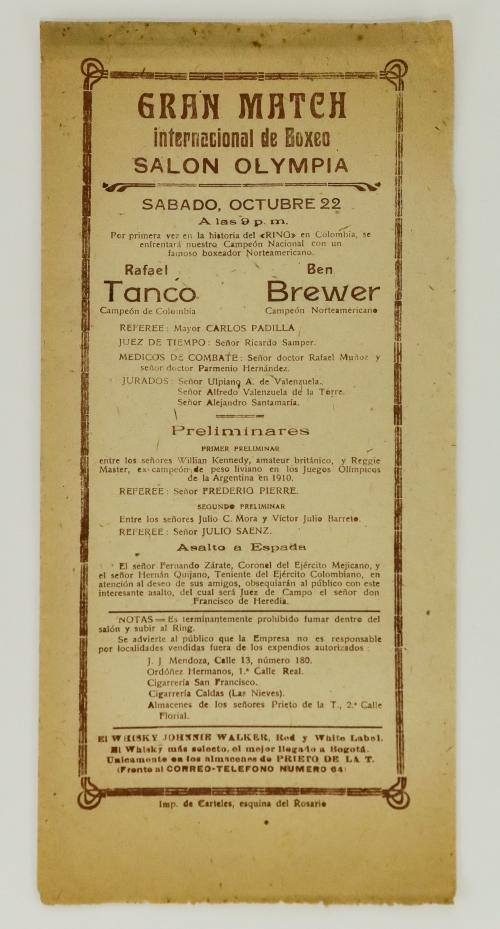 GRAN MATCH
internacional de Boxeo
SALON OLYMPIA
SABADO, OCTUBRE 22
A las 9 p. m.
Por primera vez en la historia del «RING» en Colombia, se
enfrentará nuestro Campeón Nacional con un
famoso boxeador Norteamericano.
Rafael Ben
Tanco Brewer
Campeón de Colombia Campeón Norteamericano
REFEREE: Mayor CARLOS PADILLA
JUEZ DE TIEMPO: Señor Ricardo Samper.
MEDICOS DE COMBATE: Señor doctor Rafael Muñoz y
señor doctor Parmenio Hernández.
JURADOS: Señor Ulpiano A. de Valenzuela.
Señor Alfredo Valenzuela de la Torre.
Señor Alejandro Santamaría.
Preliminares
PRIMER PRELIMINAR
entre los señores Willian Kennedy, amateur británico, y Reggie
Master, ex-campeón de peso liviano en los Juegos Olímpicos
de la Argentina en 1910.
REFEREE: Señor FREDERIO PIERRE.
SEGUNDO PRELIMINAR
Entre los señores Julio C. Mora y Víctor Julio Barreto.
REFEREE: Señor JULIO SAENZ.
Asalto a Espada
El señor Fernando Zárate, Coronel del Ejército Mejicano, y
el señor Hernán Quijano, Teniente del Ejército Colombiano, en
atención al deseo de sus amigos, obsequiarán al público con este
interesante asalto, del cual será Juez de Campo el señor don
Francisco de Heredia.
NOTAS=Es terminantemente prohibido fumar dentro del
salón y subir al Ring.
Se advierte al público que la Empresa no es responsable
por localidades vendidas fuera de los expendios autorizados:
J. J Mendoza, Calle 13, número 180.
Ordóñez Hermanos, 1.ª Calle Real.
Cigarrería San Francisco.
Cigarrería Caldas (Las Nieves).
Almacenes de los señores Prieto de la T., 2.ª Calle
Florial.
El WHISKY JOHNNIE WALKER, Red y White Label.
El Whisky más selecto, el mejor llegado a Bogotá.
Unicamente en los almacenes de PRIETO DE LA T.
(Frente al CORREO-TELEFONO NUMERO 64)
Imp. de Carteles, esquina del Rosario